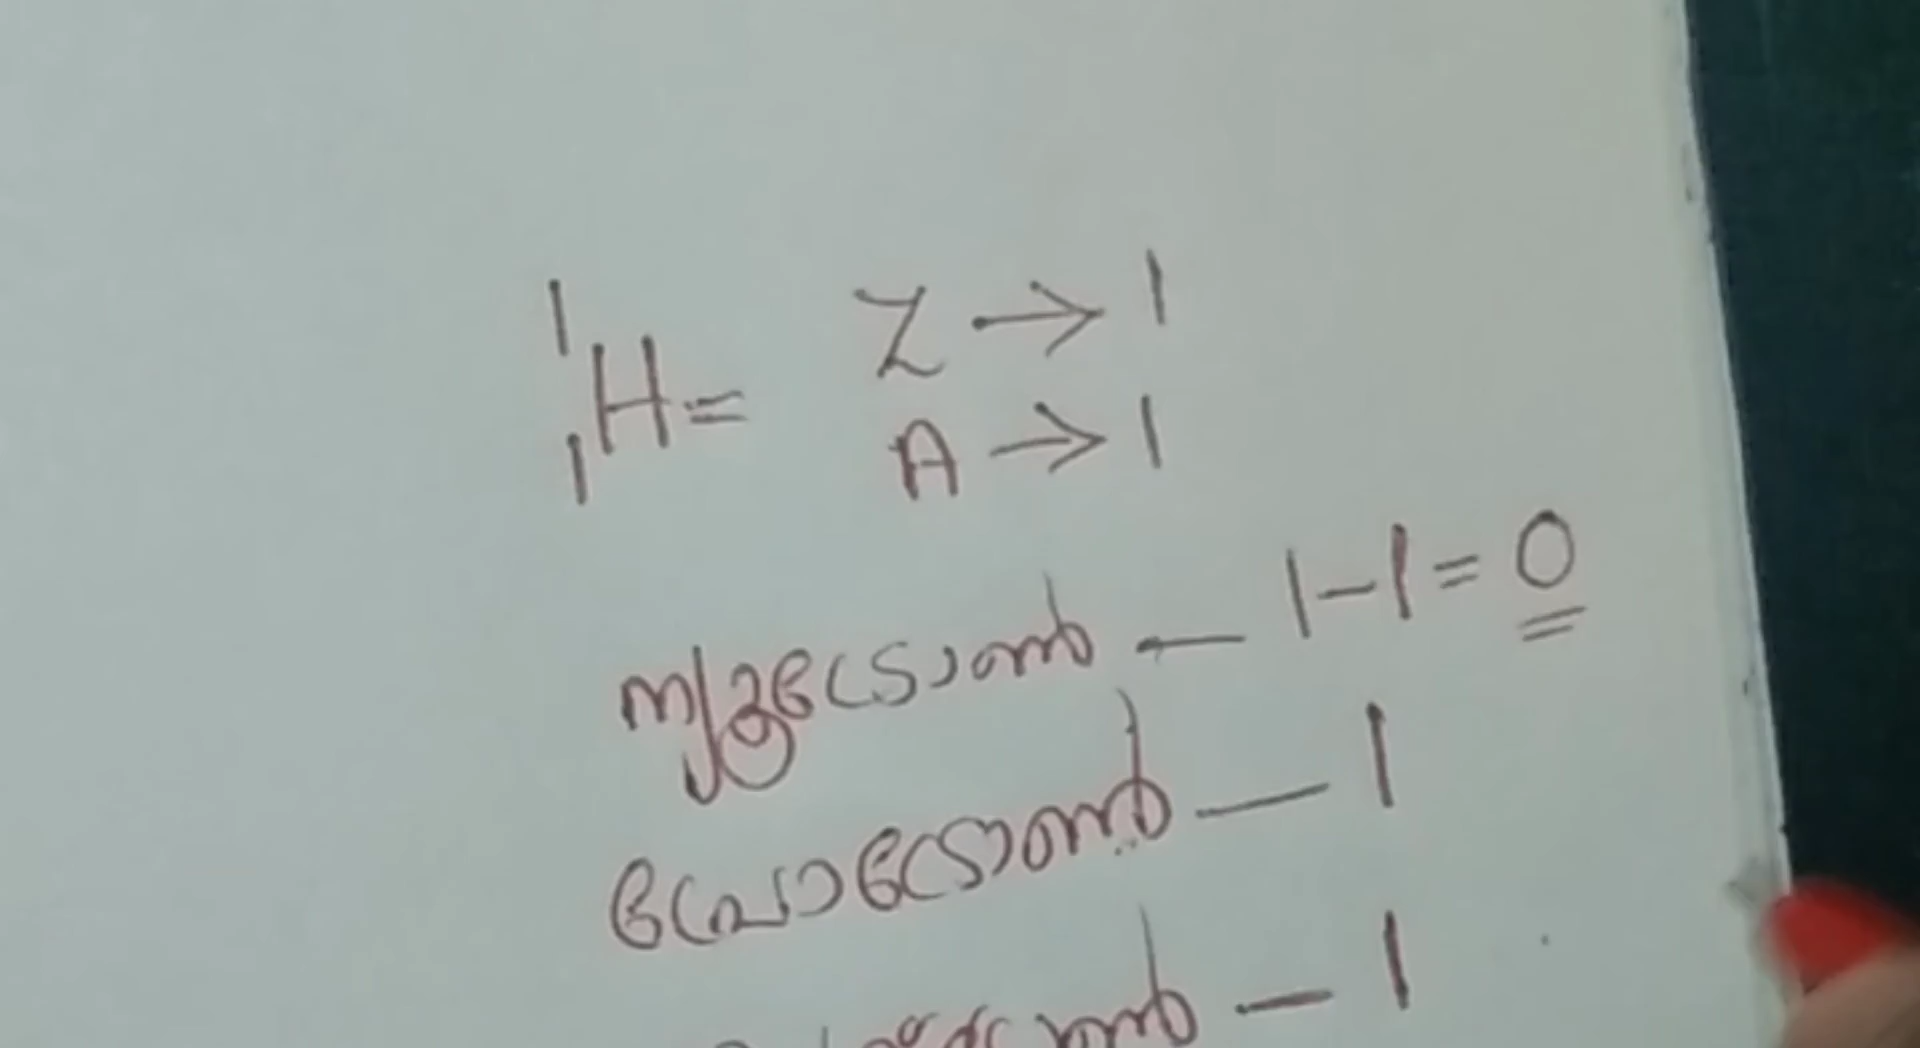 ¹₁H = Z → 1
A → 1
ന്യൂട്രോൺ — 1-1=0
പ്രോട്രോൺ — 1
— 1